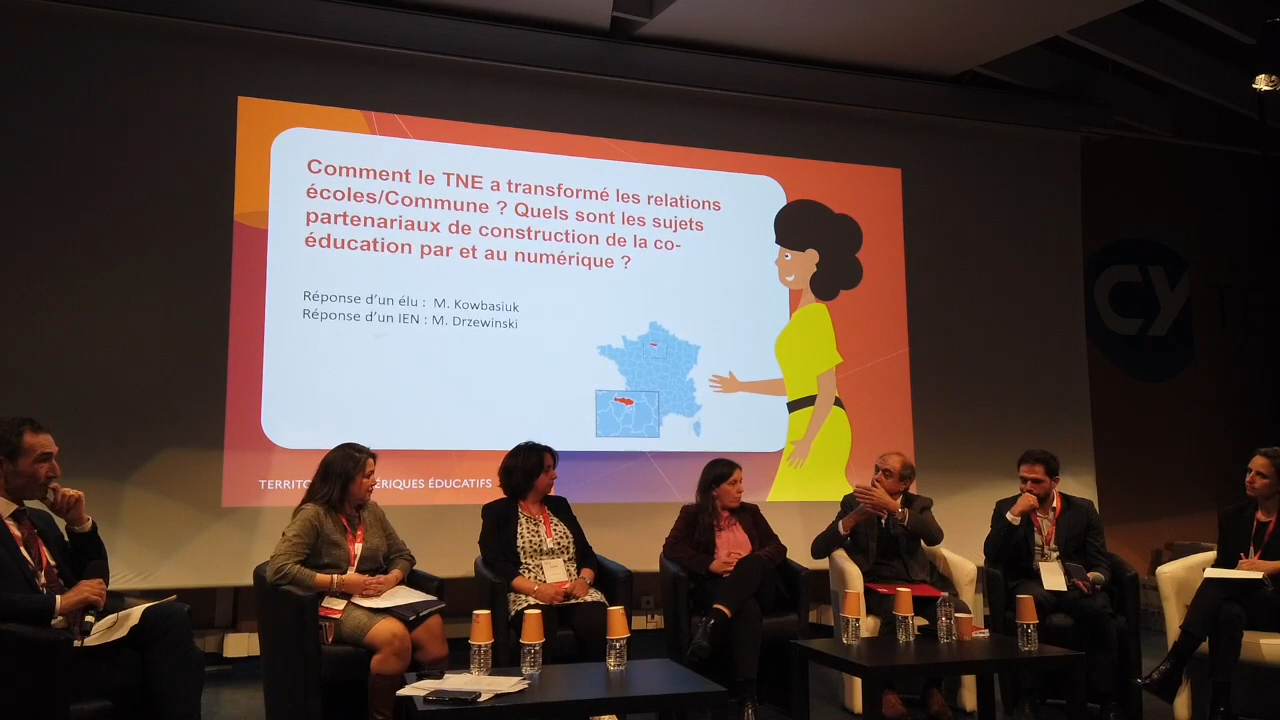 Comment le TNE a transformé les relations
écoles/Commune ? Quels sont les sujets
partenariaux de construction de la co-
éducation par et au numérique ?
Réponse d'un élu : M. Kowbasiuk
Réponse d'un IEN : M. Drzewinski
ÉDUCATIFS
CY